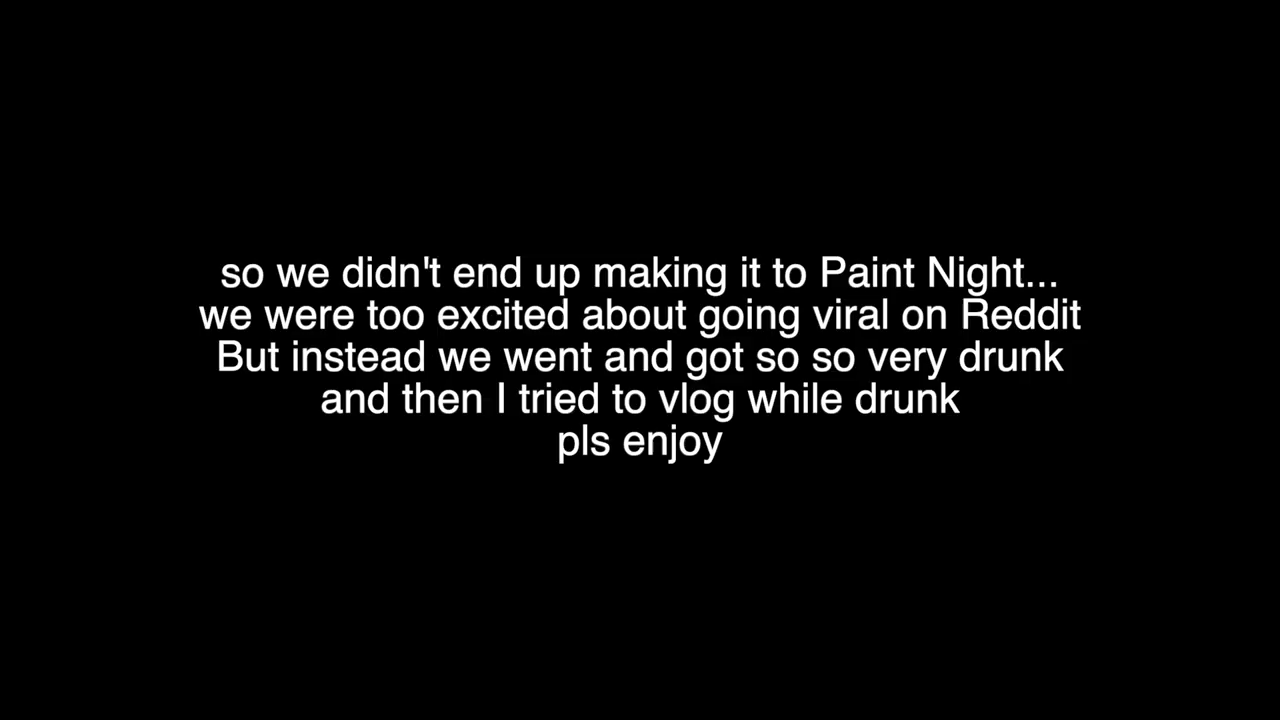 so we didn't end up making it to Paint Night...
we were too excited about going viral on Reddit
But instead we went and got so so very drunk
and then I tried to vlog while drunk
pls enjoy